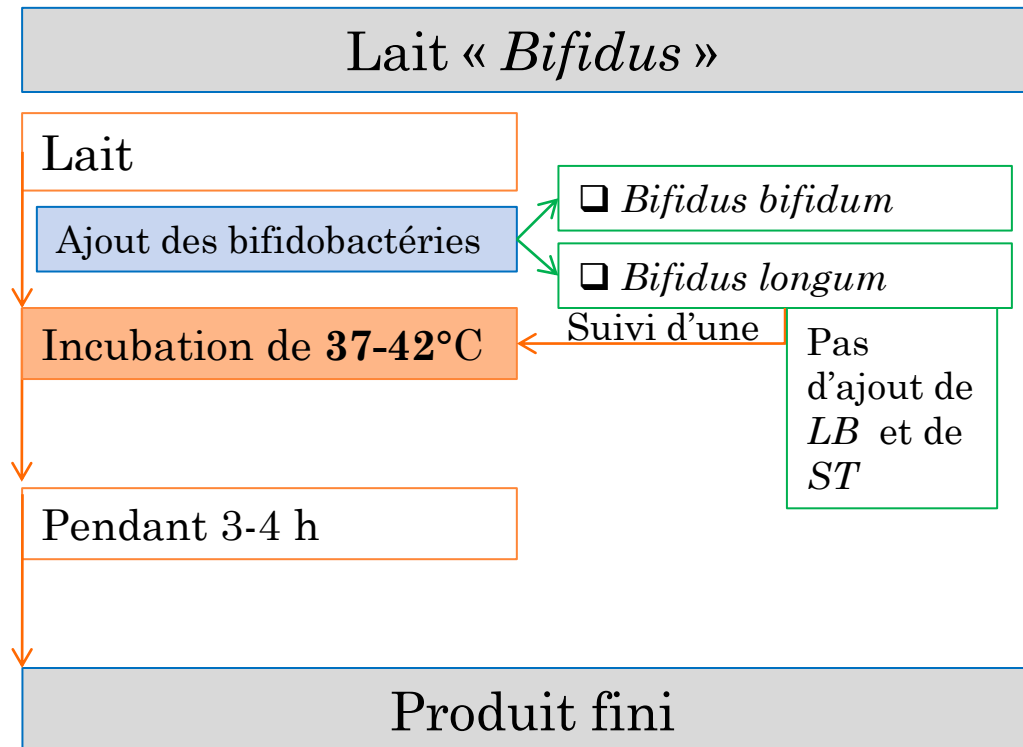 Lait « Bifidus »
Lait
Ajout des bifidobactéries
❑ Bifidus bifidum
❑ Bifidus longum
Suivi d'une
Incubation de 37-42°C
Pas
d'ajout de
LB et de
ST
Pendant 3-4 h
Produit fini